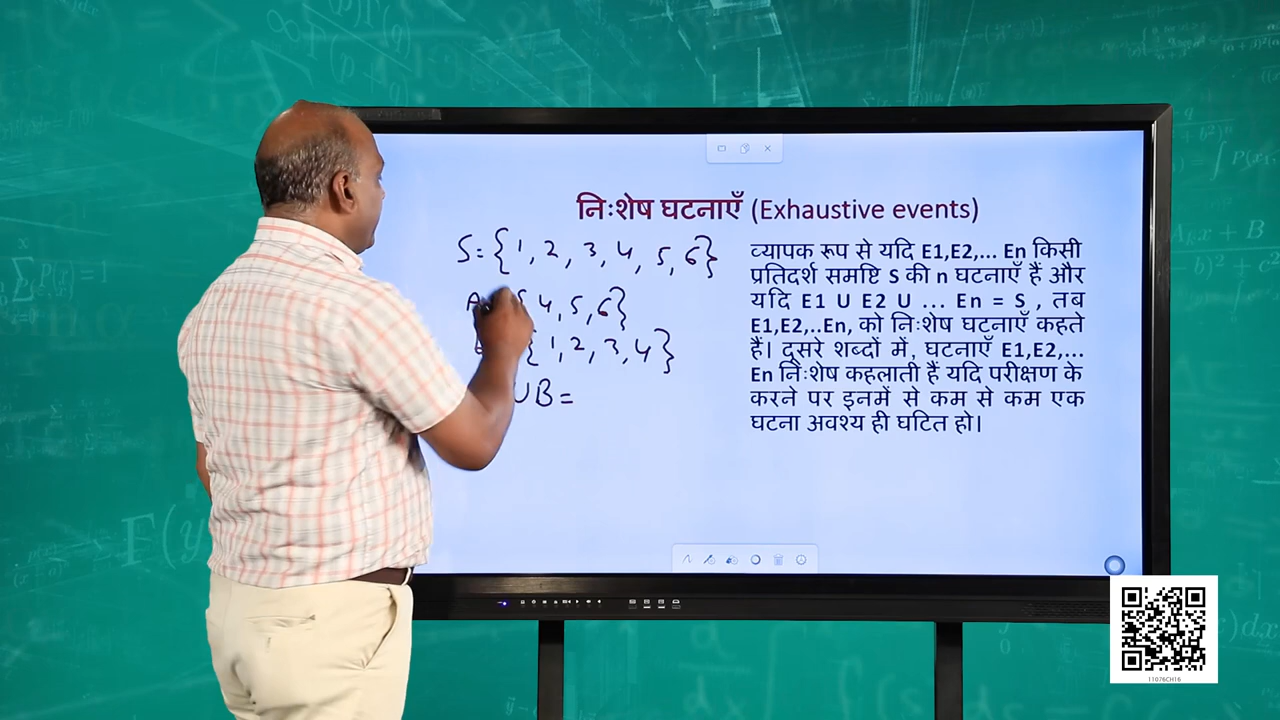 निःशेष घटनाएँ (Exhaustive events)
S={1, 2, 3, 4, 5, 6}
4, 5, 6}
{1, 2, 3, 4}
UB=
व्यापक रूप से यदि E1,E2,... En किसी
प्रतिदर्श समष्टि S की n घटनाएँ हैं और
यदि E1 U E2 U ... En = S , तब
E1,E2,..En, को निःशेष घटनाएँ कहते
हैं। दूसरे शब्दों में, घटनाएँ E1,E2,...
En निःशेष कहलाती हैं यदि परीक्षण के
करने पर इनमें से कम से कम एक
घटना अवश्य ही घटित हो।
11076CH16